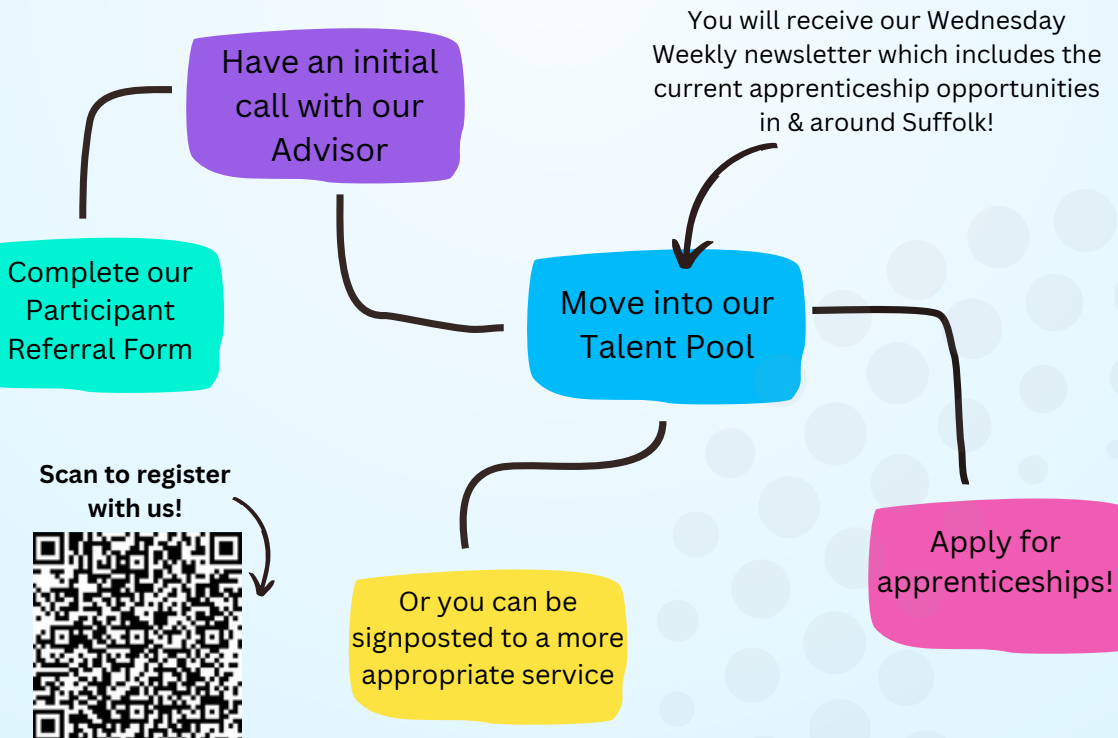 Have an initial
call with our
Advisor
You will receive our Wednesday
Weekly newsletter which includes the
current apprenticeship opportunities
in & around Suffolk!
Complete our
Participant
Referral Form
Move into our
Talent Pool
Scan to register
with us!
Or you can be
signposted to a more
appropriate service
Apply for
apprenticeships!